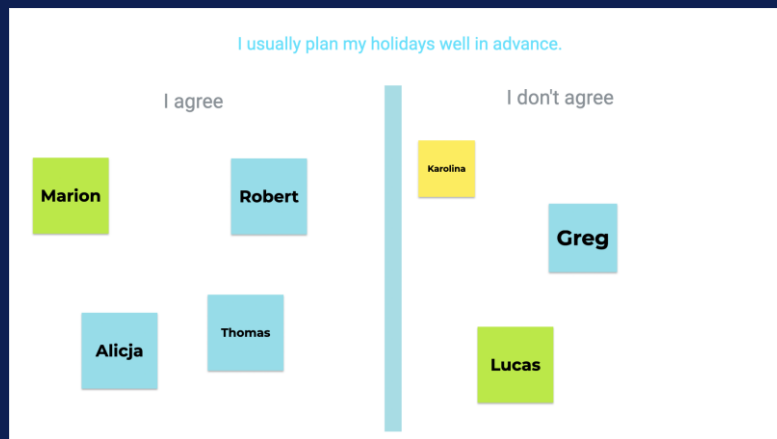 I usually plan my holidays well in advance.
I agree
I don't agree
Marion
Robert
Alicja
Thomas
Karolina
Greg
Lucas